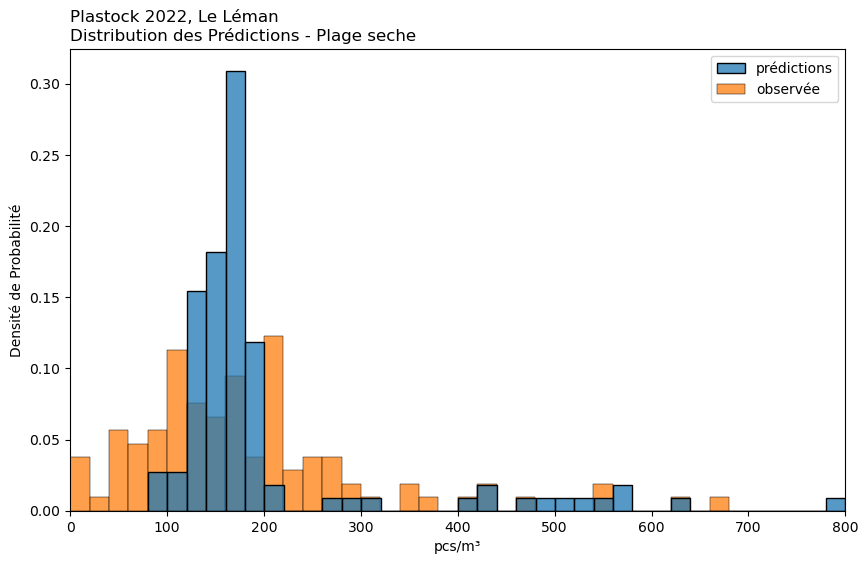 Plastock 2022, Le Léman
Distribution des Prédictions - Plage seche
prédictions
observée
Densité de Probabilité
0.30
0.25
0.20
0.15
0.10
0.05
0.00
0 100 200 300 400 500 600 700 800
pcs/m³